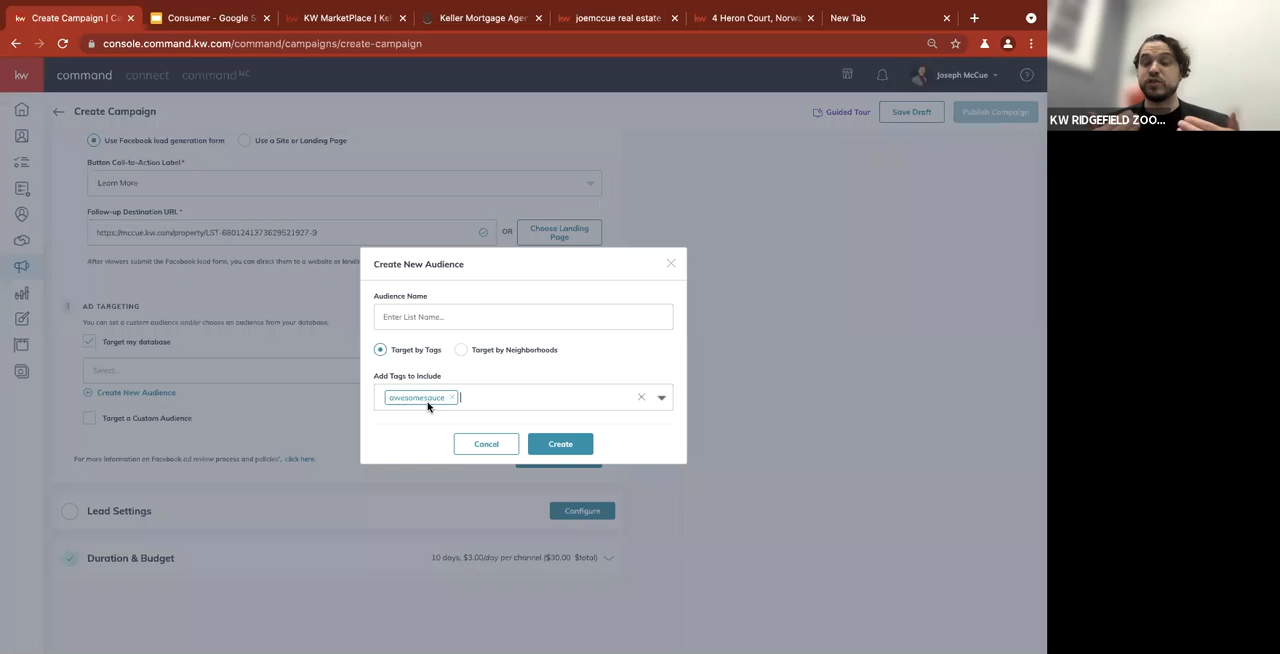 Create Campaign | Ca
Consumer - Google S
KW MarketPlace | Kel
Keller Mortgage Agen
joemccue real estate
4 Heron Court, Norwa
New Tab
console.command.kw.com/command/campaigns/create-campaign
kw
command
connect
command MC
Joseph McCue
Create Campaign
Guided Tour
Save Draft
Publish Campaign
Use Facebook lead generation form
Use a Site or Landing Page
Button Call-to-Action Label*
Learn More
Follow-up Destination URL *
https://mccue.kw.com/property/LST-6801241373629521927-9
OR
Choose Landing
Page
After viewers submit the Facebook lead form, you can direct them to a website or
AD TARGETING
You can set a custom audience and/or choose an audience from your database.
Target my database
Select...
Create New Audience
Target a Custom Audience
For more information on Facebook ad review process and policies', click here.
Lead Settings
Configure
Duration & Budget
10 days, $3.00/day per channel ($30.00 $total)
Create New Audience
Audience Name
Enter List Name...
Target by Tags
Target by Neighborhoods
Add Tags to Include
awesomesauce
Cancel
Create
KW RIDGEFIELD ZOO...